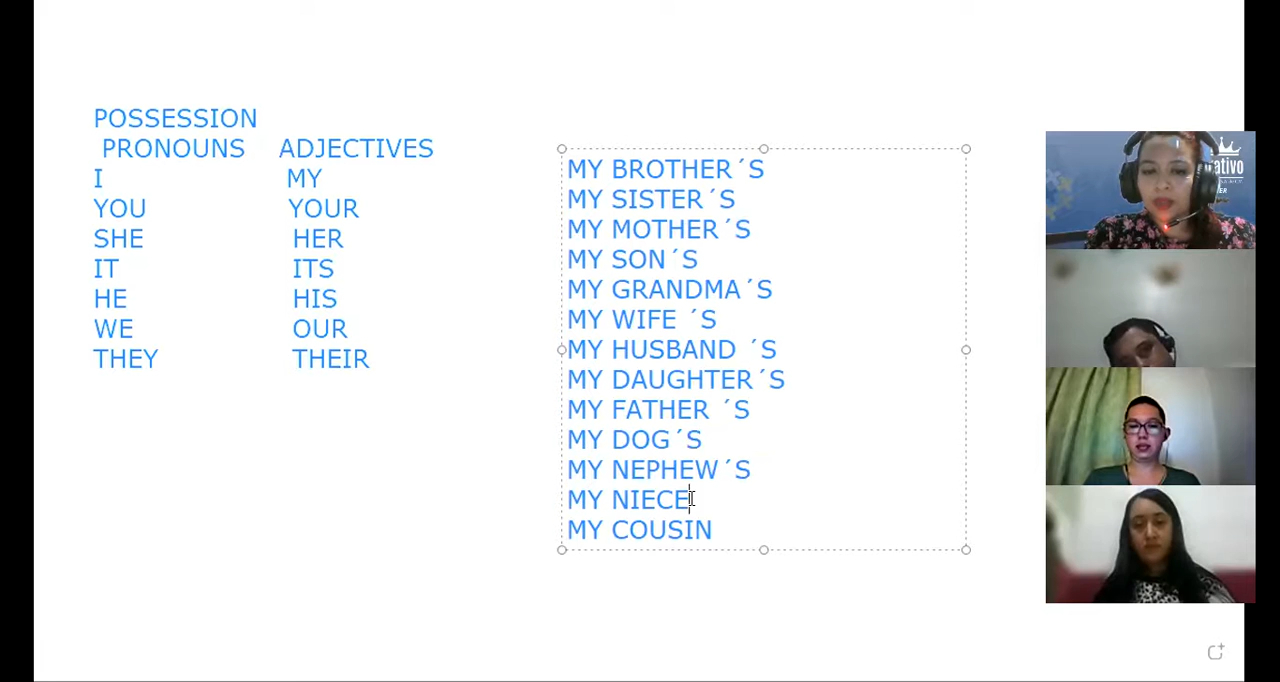 POSSESSION
PRONOUNS ADJECTIVES
I MY
YOU YOUR
SHE HER
IT ITS
HE HIS
WE OUR
THEY THEIR
MY BROTHER´S
MY SISTER´S
MY MOTHER´S
MY SON´S
MY GRANDMA´S
MY WIFE ´S
MY HUSBAND ´S
MY DAUGHTER´S
MY FATHER ´S
MY DOG´S
MY NEPHEW´S
MY NIECE
MY COUSIN